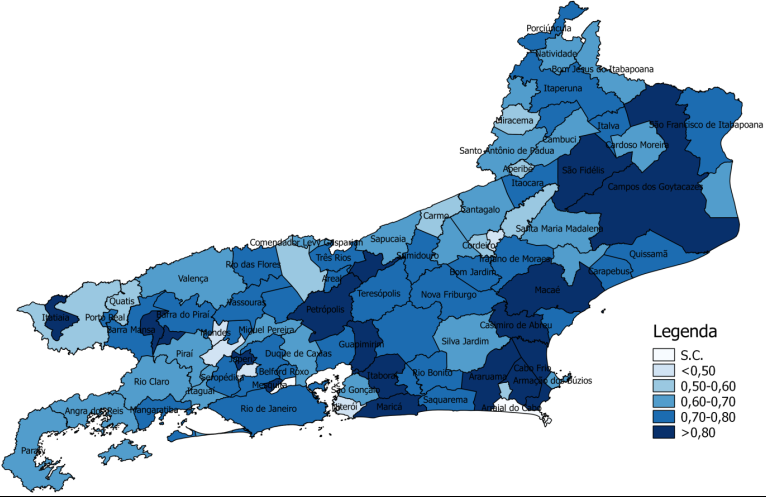 Porciúncula
Natividade
Bom Jesus do Itabapoana
Itaperuna
Miracema
Italva
São Francisco de Itabapoana
Cambuci
Cardoso Moreira
Santo Antônio de Pádua
Aperibé
São Fidélis
Itaocara
Campos dos Goytacazes
Santagalo
Carmo
Santa Maria Madalena
Comendador Levy Gasparian
Sapucaia
Cordeiro
Três Rios
Sumidouro
Trajano de Moraes
Quissamã
Rio das Flores
Bom Jardim
Carapebus
Valença
Areal
Macaé
Teresópolis
Nova Friburgo
Quatis
Vassouras
Petrópolis
Itatiaia
Porto Real
Barra do Piraí
Barra Mansa
Mendes
Miguel Pereira
Casimiro de Abreu
Guapimirim
Silva Jardim
Piraí
Duque de Caxias
Japeri
Cabo Frio
Belford Roxo
Rio Bonito
Araruama
Itaboraí
Seropédica
Rio Claro
Mesquita
Armação dos Búzios
Itaguaí
São Gonçalo
Saquarema
Angra dos Reis
Mangaratiba
Rio de Janeiro
Niterói
Maricá
Arraial do Cabo
Paraty
Legenda
S.C.
<0,50
0,50-0,60
0,60-0,70
0,70-0,80
>0,80